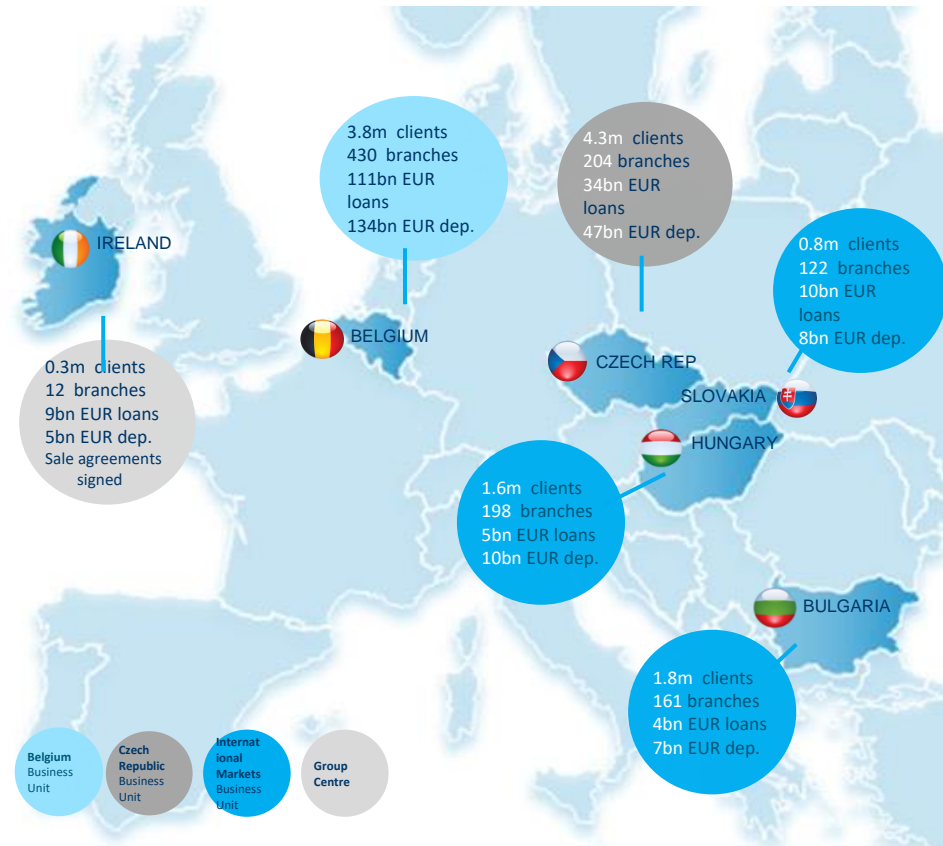 3.8m clients
430 branches
111bn EUR
loans
134bn EUR dep.
4.3m clients
204 branches
34bn EUR
loans
47bn EUR dep.
IRELAND
0.8m clients
122 branches
10bn EUR
loans
8bn EUR dep.
BELGIUM
CZECH REP
SLOVAKIA
0.3m clients
12 branches
9bn EUR loans
5bn EUR dep.
Sale agreements
signed
HUNGARY
1.6m clients
198 branches
5bn EUR loans
10bn EUR dep.
BULGARIA
1.8m clients
161 branches
4bn EUR loans
7bn EUR dep.
Belgium
Business
Unit
Czech
Republic
Business
Unit
Internat
ional
Markets
Business
Unit
Group
Centre